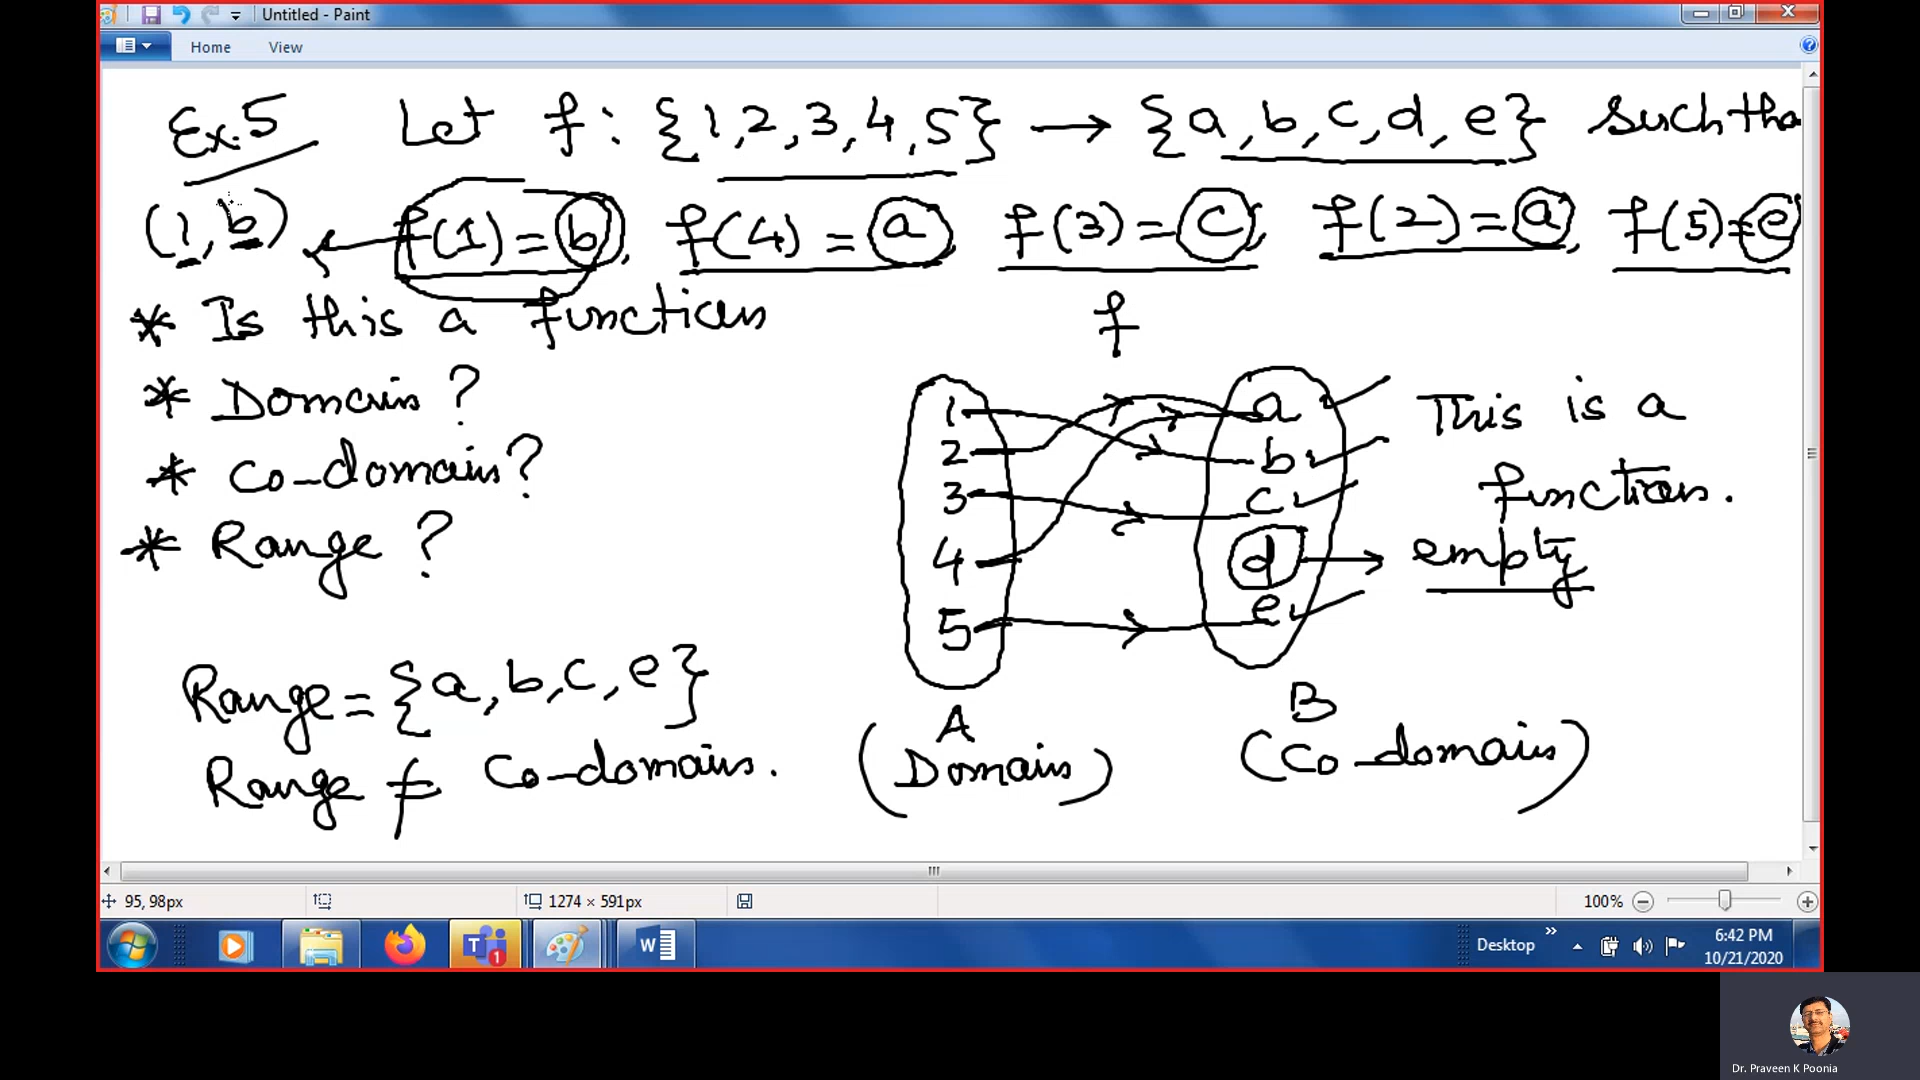 Untitled - Paint
Home View
Ex.5 Let f: {1,2,3,4,5} → {a,b,c,d,e} such tha
(1,b) ← f(1)=b, f(4)=a, f(3)=c, f(2)=a, f(5)=e
* Is this a function
* Domain?
* Co-domain?
* Range?
Range = {a,b,c,e}
Range ≠ Co-domain.
f
1
2
3
4
5
A
(Domain)
a
b
c
d → empty
e
B
(Co-domain)
This is a
function.
95, 98px
1274 × 591px
100%
Desktop
6:42 PM
10/21/2020
Dr. Praveen K Poonia